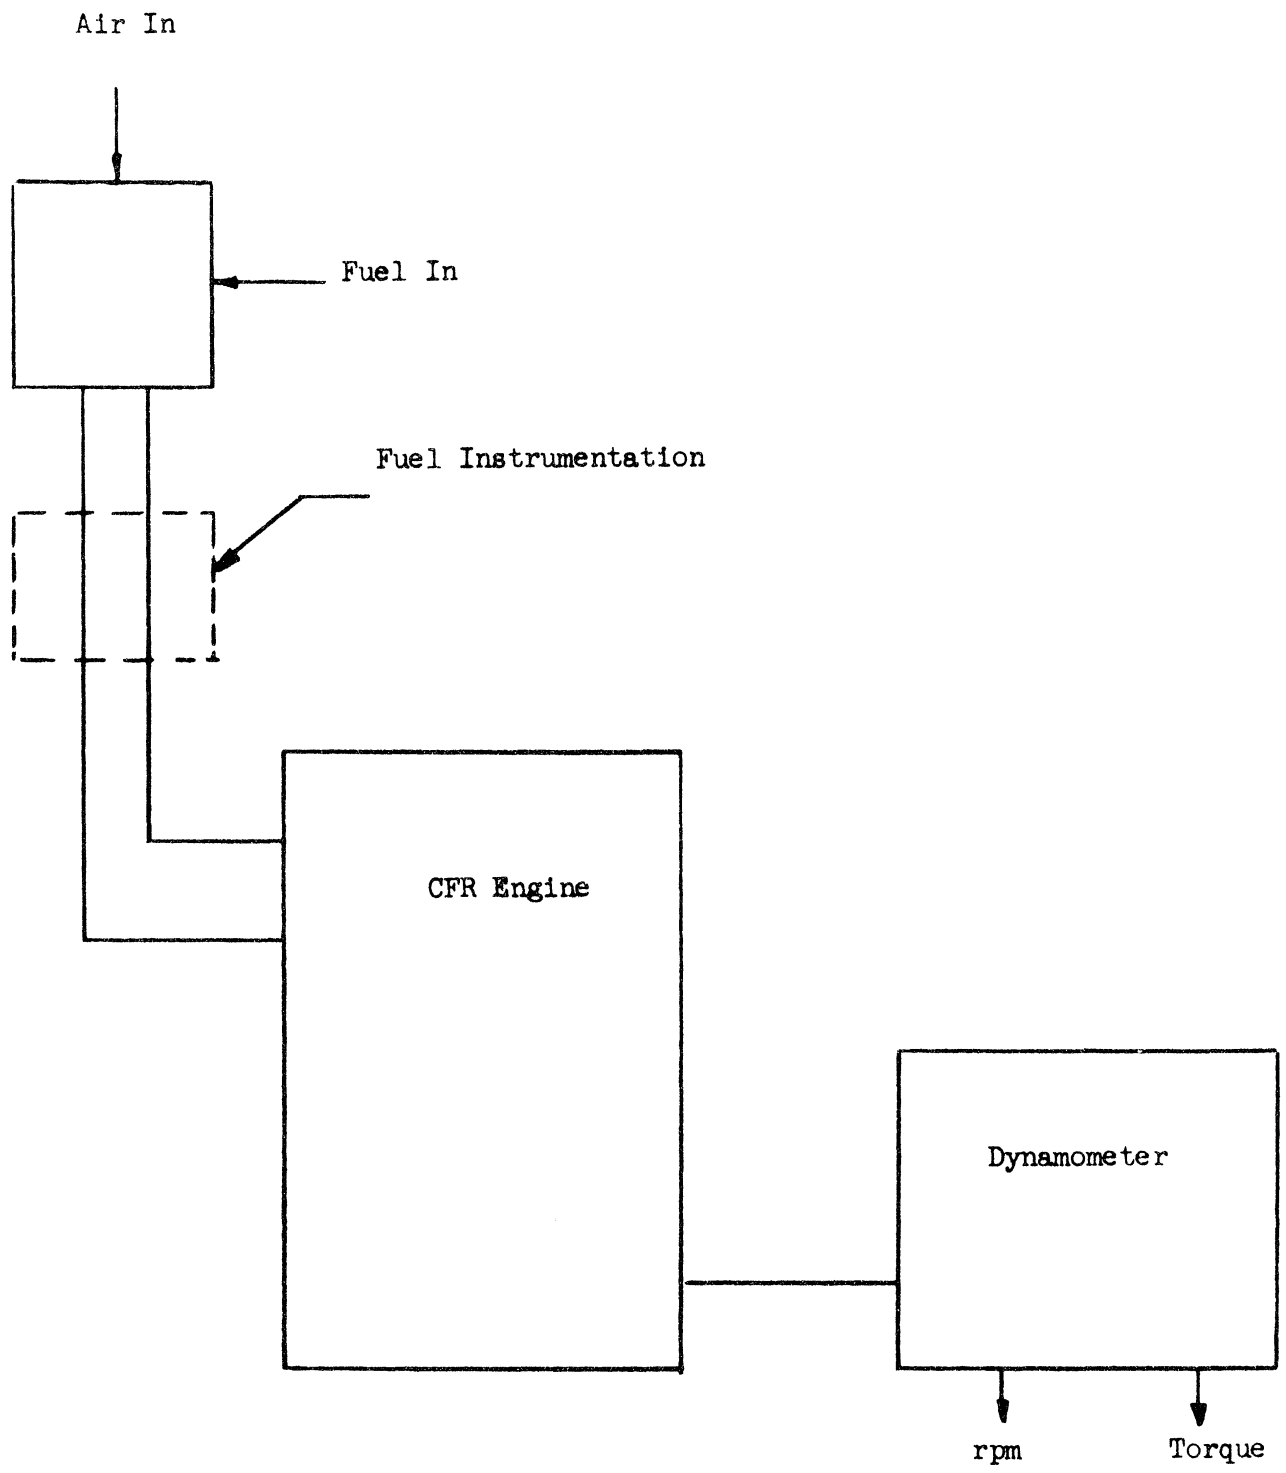 Air In
Fuel In
Fuel Instrumentation
CFR Engine
Dynamometer
rpm
Torque